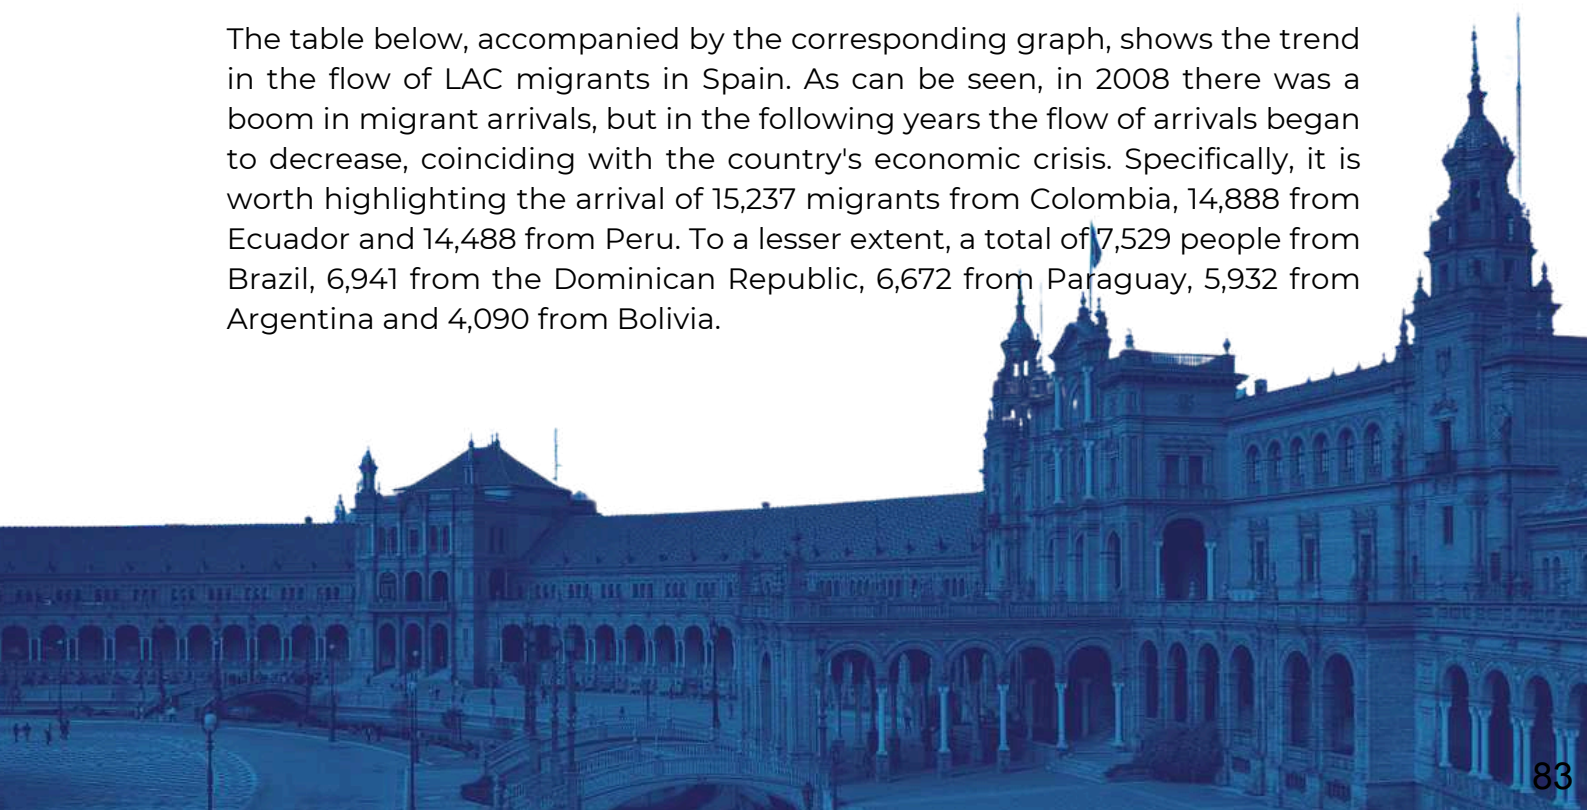 The table below, accompanied by the corresponding graph, shows the trend
in the flow of LAC migrants in Spain. As can be seen, in 2008 there was a
boom in migrant arrivals, but in the following years the flow of arrivals began
to decrease, coinciding with the country's economic crisis. Specifically, it is
worth highlighting the arrival of 15,237 migrants from Colombia, 14,888 from
Ecuador and 14,488 from Peru. To a lesser extent, a total of 7,529 people from
Brazil, 6,941 from the Dominican Republic, 6,672 from Paraguay, 5,932 from
Argentina and 4,090 from Bolivia.
83